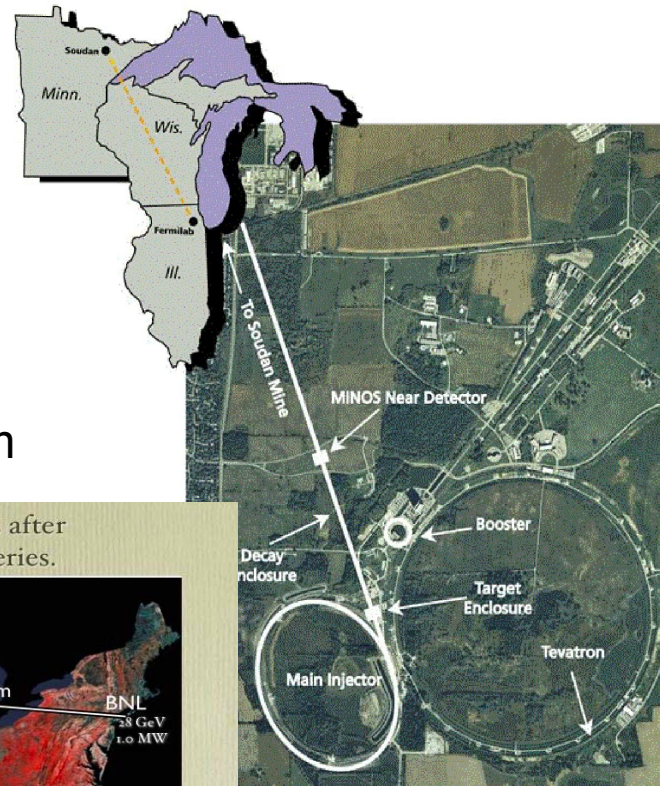 Soudan
Minn.
Wis.
Fermilab
Ill.
To Soudan Mine
MINOS Near Detector
n
after
eries.
Decay
nclosure
Booster
Target
Enclosure
Tevatron
Main Injector
m
BNL
28 GeV
1.0 MW